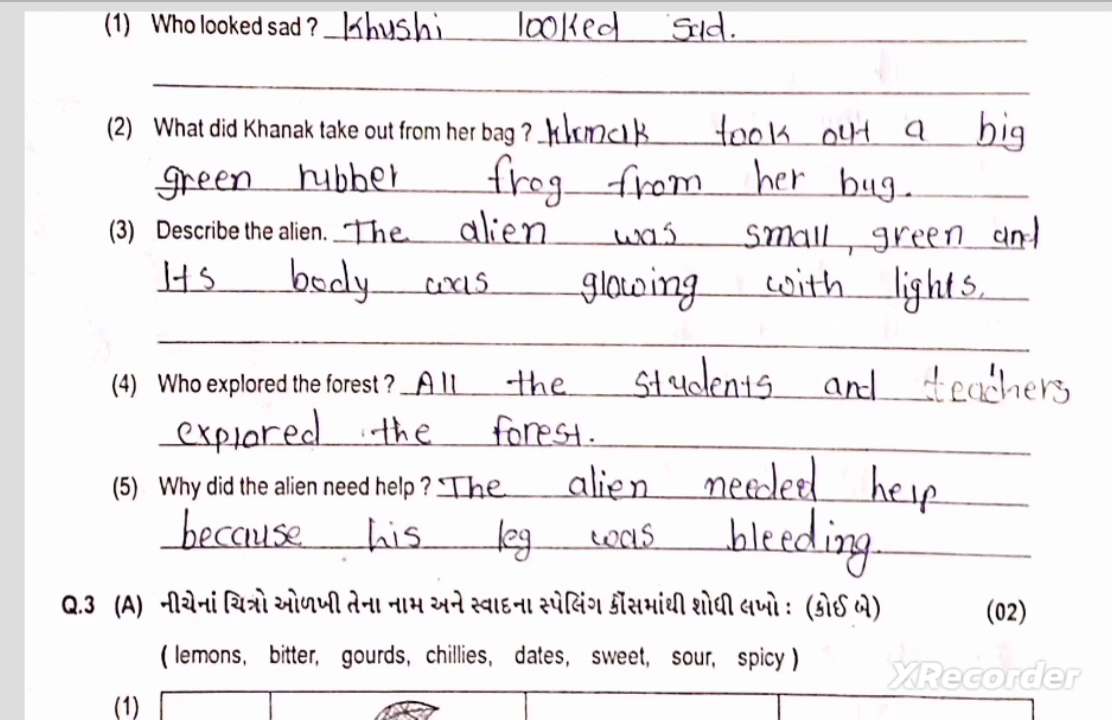 (1) Who looked sad ? Khushi looked sad.
(2) What did Khanak take out from her bag ? Khanak took out a big
green rubber frog from her bag.
(3) Describe the alien. The alien was small, green and
Its body was glowing with lights.
(4) Who explored the forest ? All the students and teachers
explored the forest.
(5) Why did the alien need help ? The alien needed help
because his leg was bleeding.
Q.3 (A) નીચેનાં ચિત્રો ઓળખી તેના નામ અને સ્વાદના સ્પેલિંગ કૌંસમાંથી શોધી લખો : (કોઈ બે) (02)
( lemons, bitter, gourds, chillies, dates, sweet, sour, spicy )
XRecorder
(1)